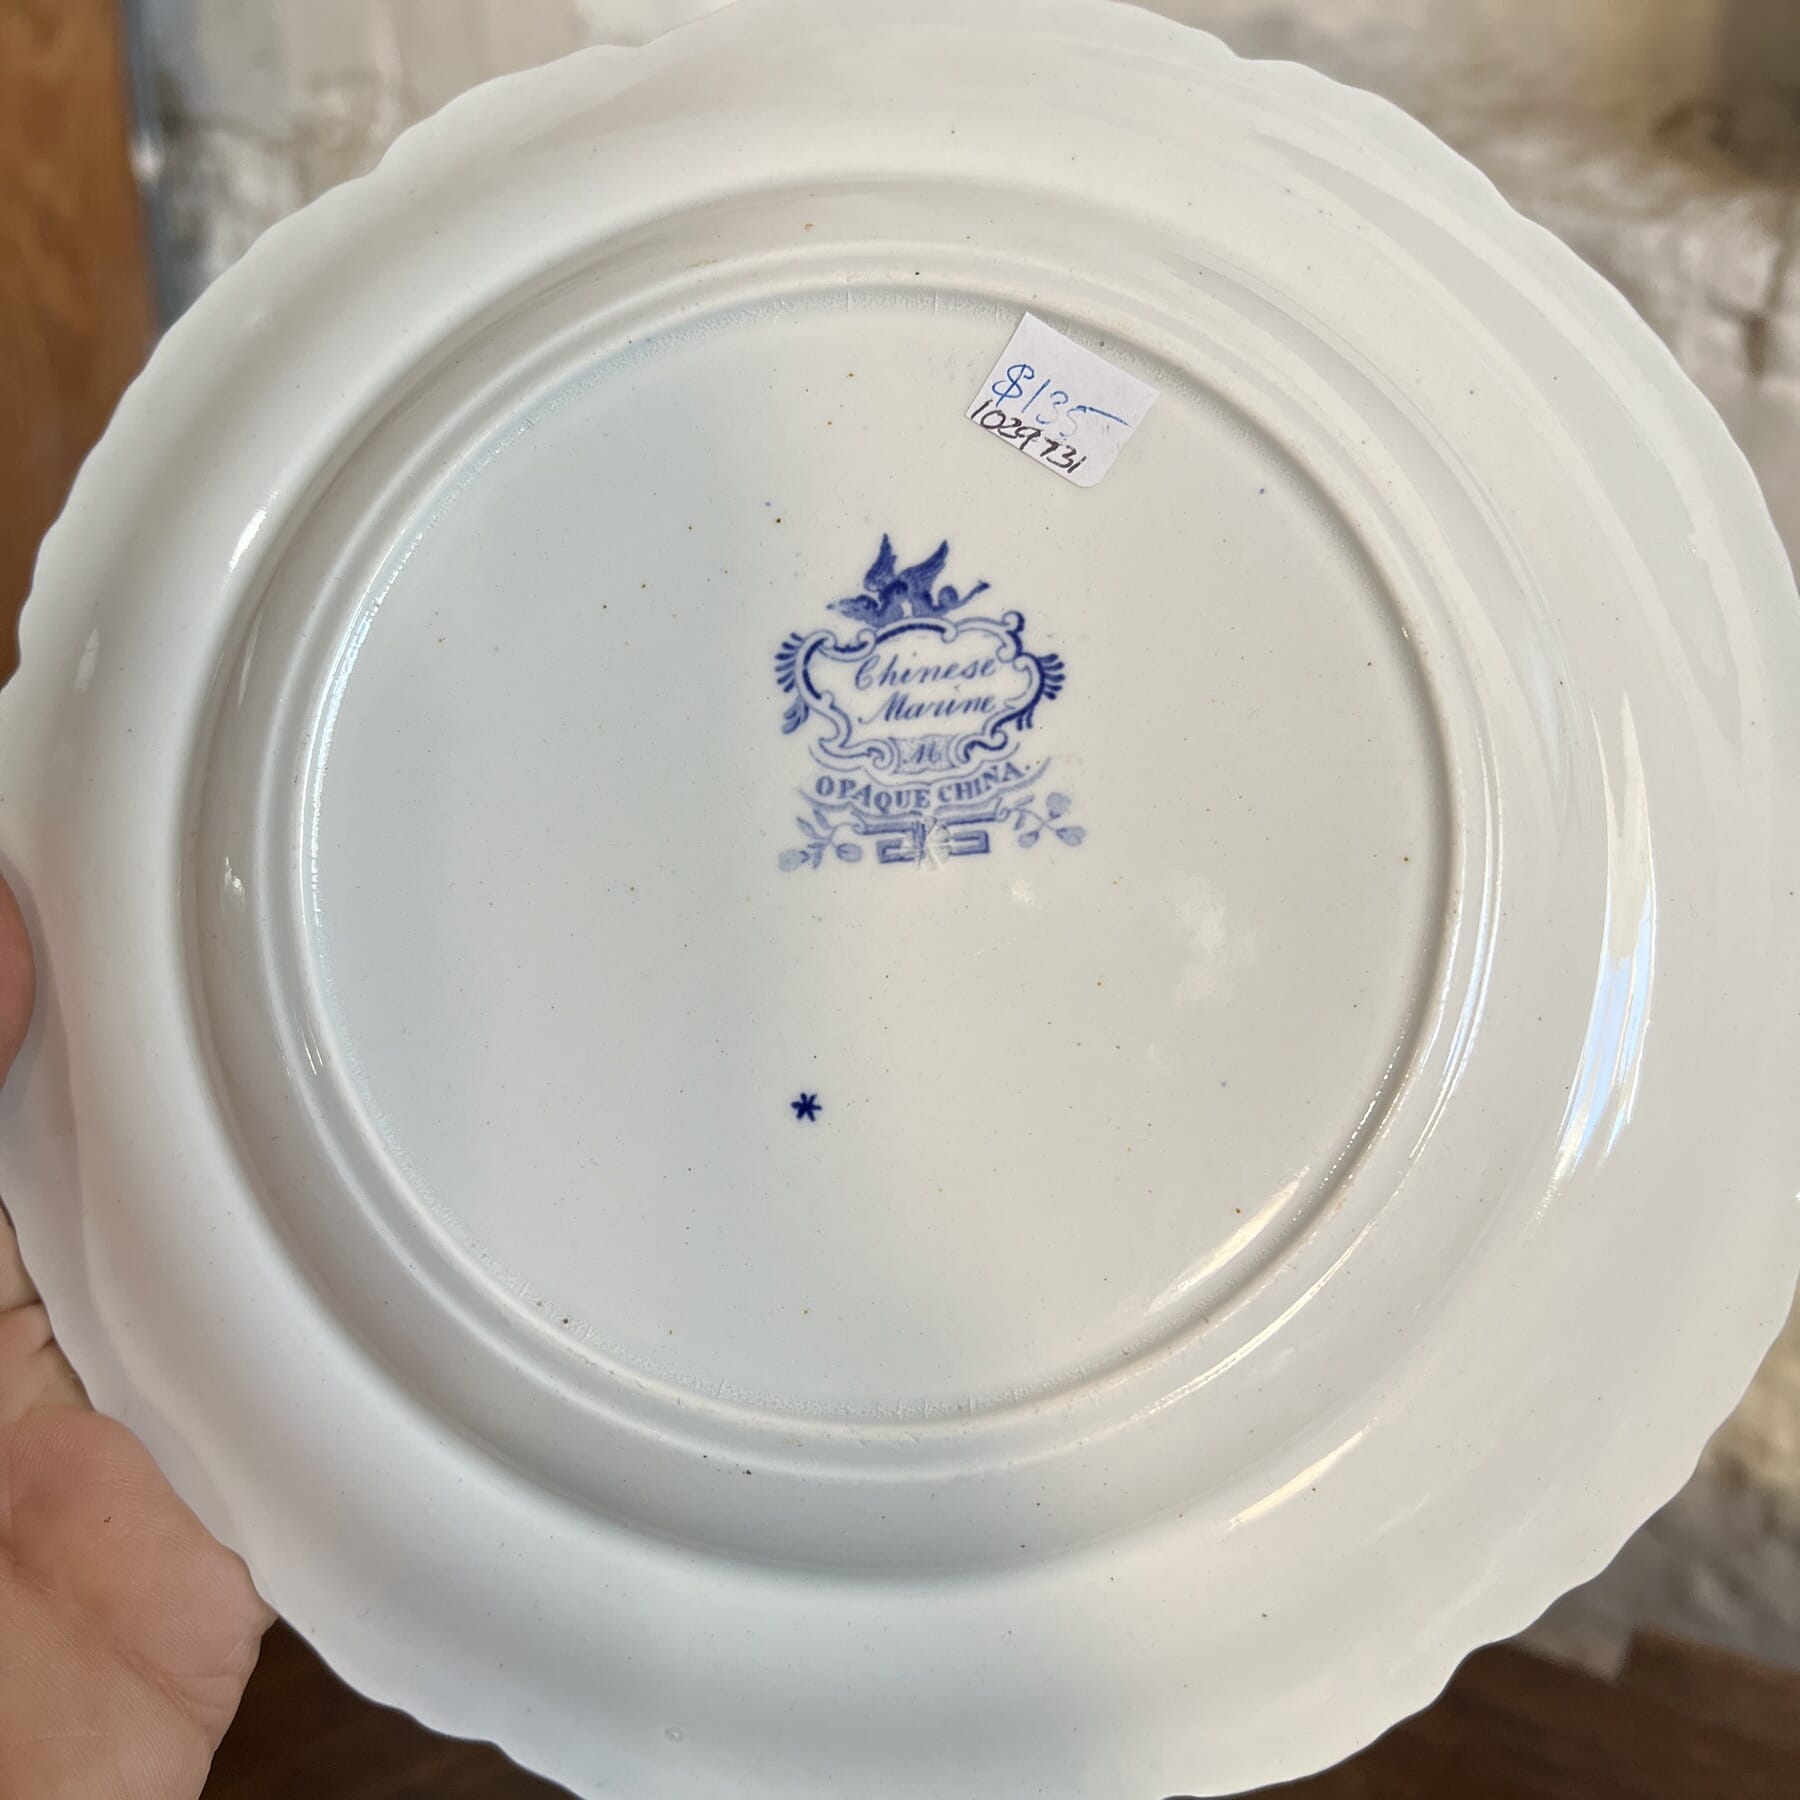 $135
1029731
Chinese
Marine
M
OPAQUE CHINA.